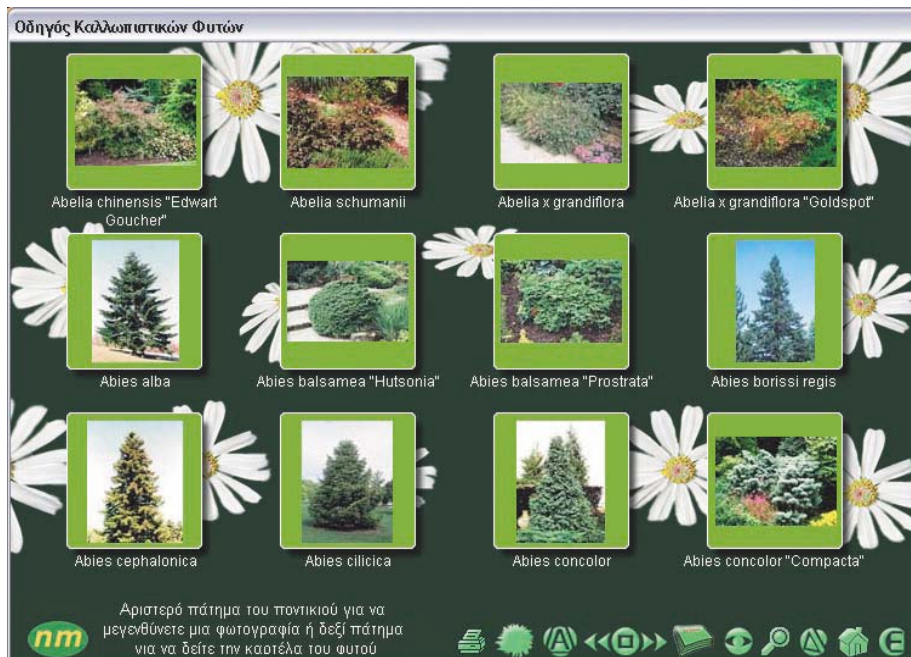 Οδηγός Καλλωπιστικών Φυτών
Abelia chinensis "Edwart
Goucher"
Abelia schumanii
Abelia x grandiflora
Abelia x grandiflora "Goldspot"
Abies alba
Abies balsamea "Hutsonia"
Abies balsamea "Prostrata"
Abies borissi regis
Abies cephalonica
Abies cilicica
Abies concolor
Abies concolor "Compacta"
Αριστερό πάτημα του ποντικιού για να
μεγενθύνετε μια φωτογραφία ή δεξί πάτημα
για να δείτε την καρτέλα του φυτού
nm